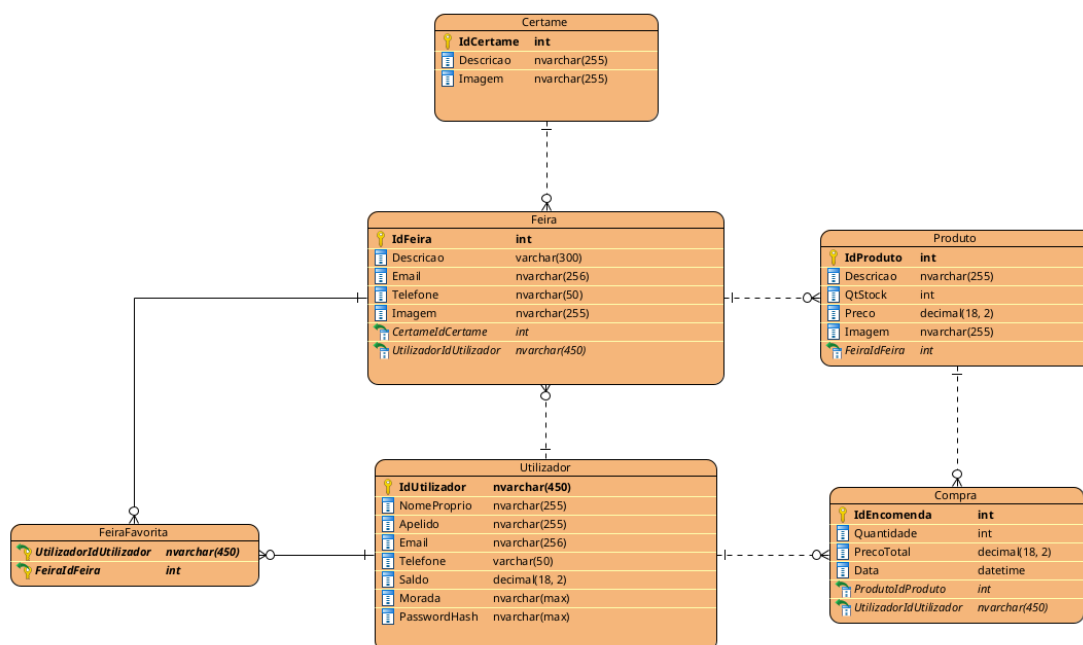 Certame
IdCertame int
Descricao nvarchar(255)
Imagem nvarchar(255)
Feira
IdFeira int
Descricao varchar(300)
Email nvarchar(256)
Telefone nvarchar(50)
Imagem nvarchar(255)
CertameIdCertame int
UtilizadorIdUtilizador nvarchar(450)
Produto
IdProduto int
Descricao nvarchar(255)
QtStock int
Preco decimal(18, 2)
Imagem nvarchar(255)
FeiraIdFeira int
FeiraFavorita
UtilizadorIdUtilizador nvarchar(450)
FeiraIdFeira int
Utilizador
IdUtilizador nvarchar(450)
NomeProprio nvarchar(255)
Apelido nvarchar(255)
Email nvarchar(256)
Telefone varchar(50)
Saldo decimal(18, 2)
Morada nvarchar(max)
PasswordHash nvarchar(max)
Compra
IdEncomenda int
Quantidade int
PrecoTotal decimal(18, 2)
Data datetime
ProdutoIdProduto int
UtilizadorIdUtilizador nvarchar(450)